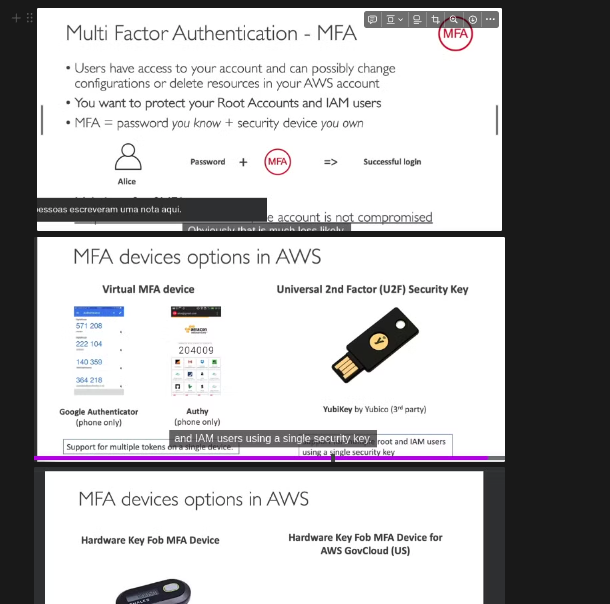 Multi Factor Authentication - MFA
MFA
• Users have access to your account and can possibly change
configurations or delete resources in your AWS account
• You want to protect your Root Accounts and IAM users
• MFA = password you know + security device you own
Password + MFA => Successful login
Alice
pessoas escreveram uma nota aqui.
e account is not compromised
Obviously that is much less likely
MFA devices options in AWS
Virtual MFA device
Universal 2nd Factor (U2F) Security Key
571 208
222 104
140 359
364 218
204009
Google Authenticator
(phone only)
Authy
(phone only)
YubiKey by Yubico (3rd party)
Support for multiple tokens on a single device.
root and IAM users
using a single security key
and IAM users using a single security key.
MFA devices options in AWS
Hardware Key Fob MFA Device
Hardware Key Fob MFA Device for
AWS GovCloud (US)